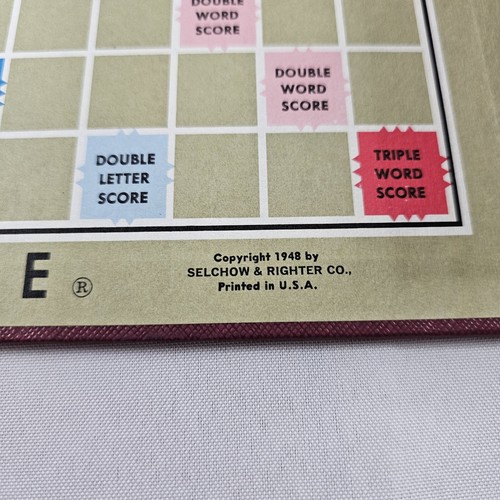 DOUBLE
WORD
SCORE
DOUBLE
WORD
SCORE
DOUBLE
LETTER
SCORE
TRIPLE
WORD
SCORE
E ®
Copyright 1948 by
SELCHOW & RIGHTER CO.,
Printed in U.S.A.